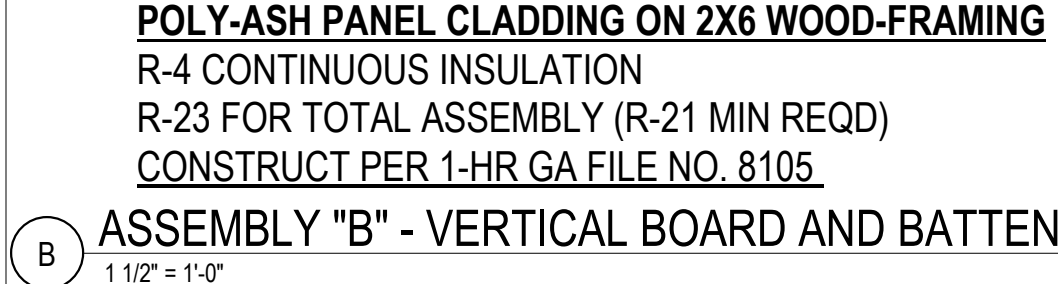 POLY-ASH PANEL CLADDING ON 2X6 WOOD-FRAMING
R-4 CONTINUOUS INSULATION
R-23 FOR TOTAL ASSEMBLY (R-21 MIN REQD)
CONSTRUCT PER 1-HR GA FILE NO. 8105
B ASSEMBLY "B" - VERTICAL BOARD AND BATTEN
1 1/2" = 1'-0"